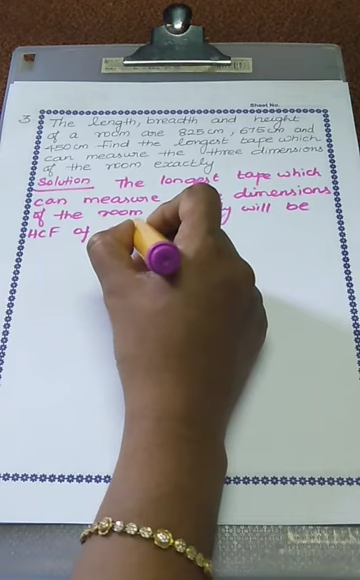 Sheet No.
3. The length, breadth and height
of a room are 825 cm, 675 cm and
450 cm. Find the longest tape which
can measure the three dimensions
of the room exactly
Solution The longest tape which
can measure dimensions
of the room will be
HCF of